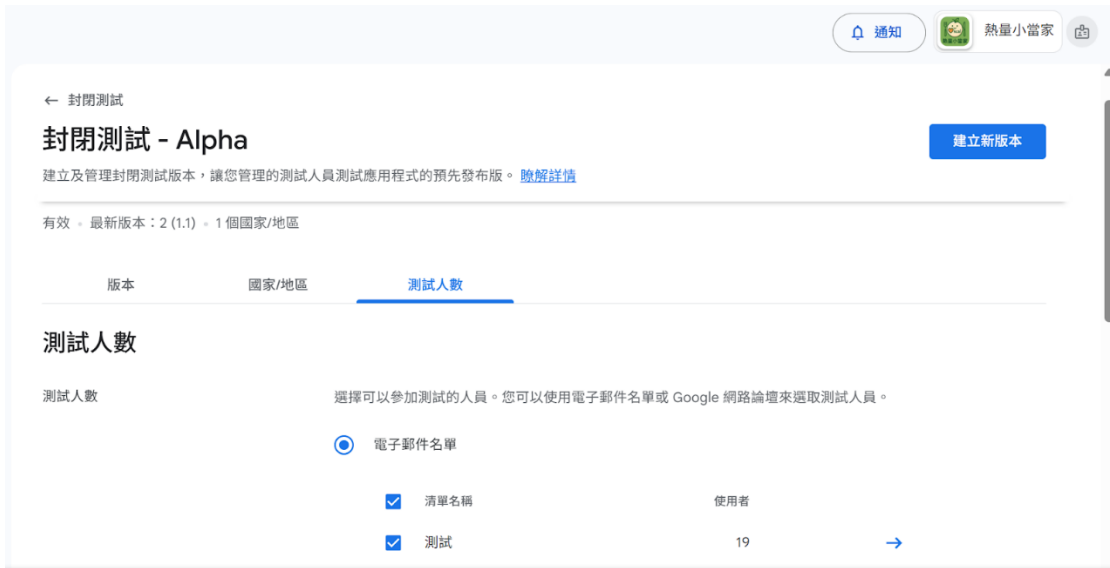 通知
熱量小當家
← 封閉測試
封閉測試 - Alpha
建立新版本
建立及管理封閉測試版本，讓您管理的測試人員測試應用程式的預先發布版。 瞭解詳情
有效 • 最新版本：2 (1.1) • 1 個國家/地區
版本 國家/地區 測試人數
測試人數
測試人數 選擇可以參加測試的人員。您可以使用電子郵件名單或 Google 網路論壇來選取測試人員。
電子郵件名單
清單名稱 使用者
測試 19 →